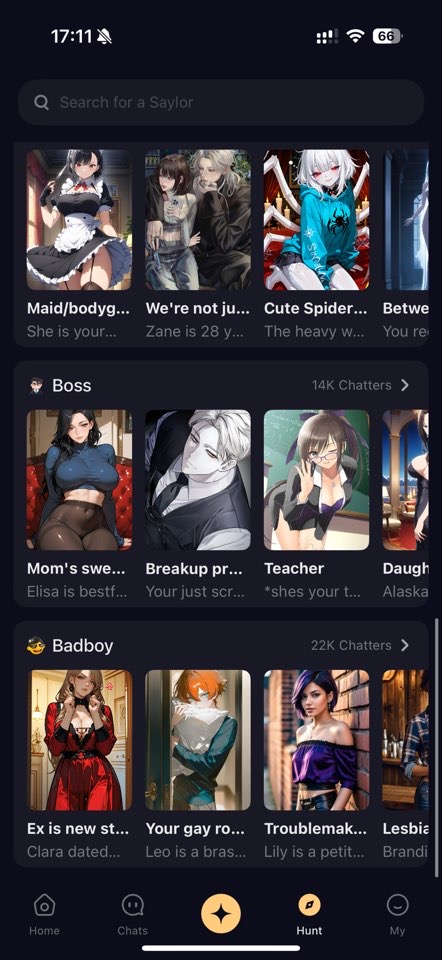 17:11
66
Search for a Saylor
Maid/bodyg...
We're not ju...
Cute Spider...
Betwe
She is your...
Zane is 28 y...
The heavy w...
You re
Boss
14K Chatters
Mom's swe...
Breakup pr...
Teacher
Daugh
Elisa is bestf...
Your just scr...
*shes your t...
Alaska
Badboy
22K Chatters
Ex is new st...
Your gay ro...
Troublemak...
Lesbia
Clara dated...
Leo is a bras...
Lily is a petit...
Brandi
Home
Chats
Hunt
My